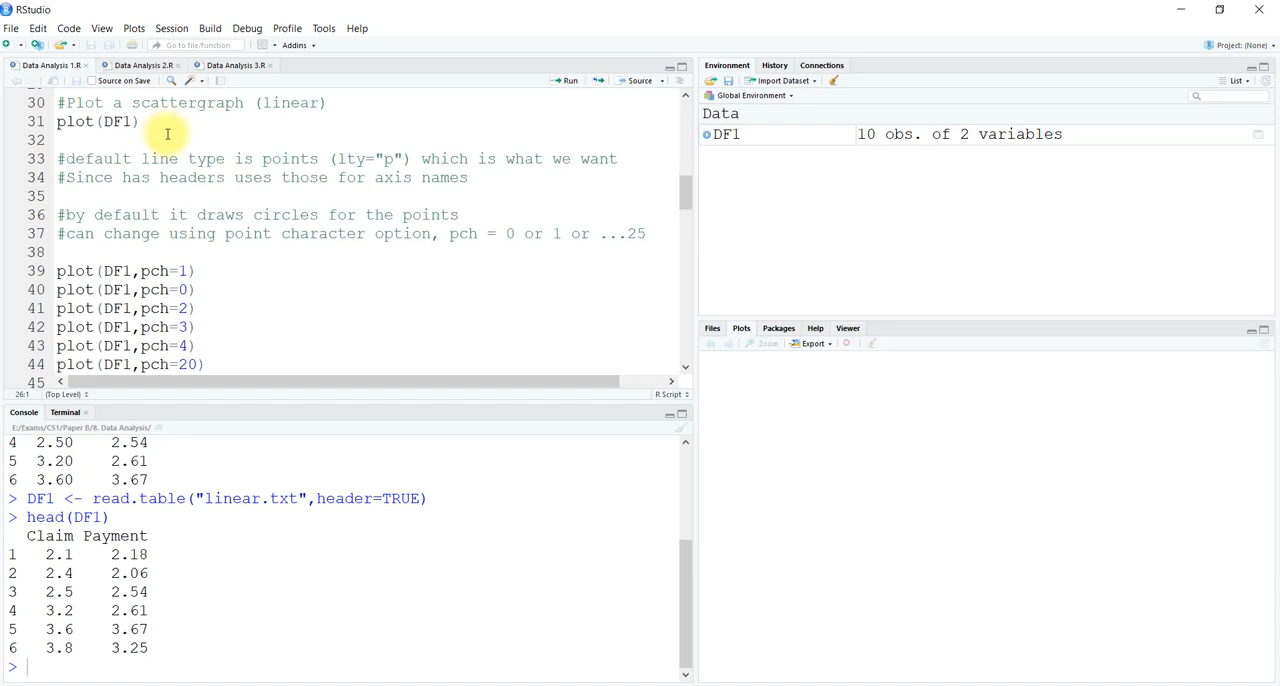 RStudio
File Edit Code View Plots Session Build Debug Profile Tools Help
Go to file/function Addins Project: (None)
Data Analysis 1.R Data Analysis 2.R Data Analysis 3.R
Source on Save Run Source
30 #Plot a scattergraph (linear)
31 plot(DF1)
32
33 #default line type is points (lty="p") which is what we want
34 #Since has headers uses those for axis names
35
36 #by default it draws circles for the points
37 #can change using point character option, pch = 0 or 1 or ...25
38
39 plot(DF1,pch=1)
40 plot(DF1,pch=0)
41 plot(DF1,pch=2)
42 plot(DF1,pch=3)
43 plot(DF1,pch=4)
44 plot(DF1,pch=20)
45
26:1 (Top Level) R Script
Console Terminal
E:/Exams/CS1/Paper B/8. Data Analysis/
4 2.50 2.54
5 3.20 2.61
6 3.60 3.67
> DF1 <- read.table("linear.txt",header=TRUE)
> head(DF1)
Claim Payment
1 2.1 2.18
2 2.4 2.06
3 2.5 2.54
4 3.2 2.61
5 3.6 3.67
6 3.8 3.25
>
Environment History Connections
Import Dataset List
Global Environment
Data
DF1 10 obs. of 2 variables
Files Plots Packages Help Viewer
Zoom Export